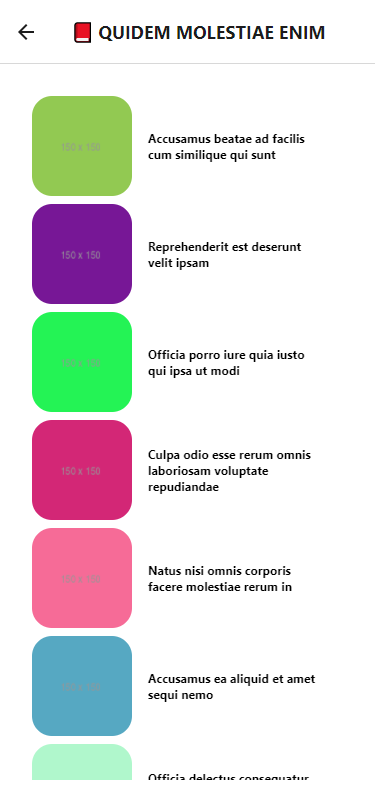 QUIDEM MOLESTIAE ENIM
150 x 150
Accusamus beatae ad facilis
cum similique qui sunt
150 x 150
Reprehenderit est deserunt
velit ipsam
150 x 150
Officia porro iure quia iusto
qui ipsa ut modi
150 x 150
Culpa odio esse rerum omnis
laboriosam voluptate
repudiandae
150 x 150
Natus nisi omnis corporis
facere molestiae rerum in
150 x 150
Accusamus ea aliquid et amet
sequi nemo
Officia delectus consequatur